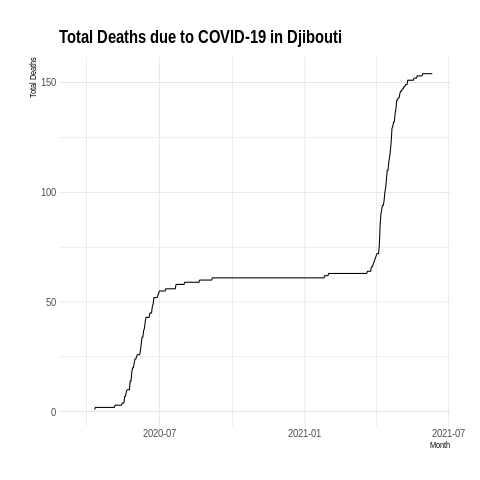 Total Deaths due to COVID-19 in Djibouti
Total Deaths
150
100
50
0
2020-07
2021-01
2021-07
Month